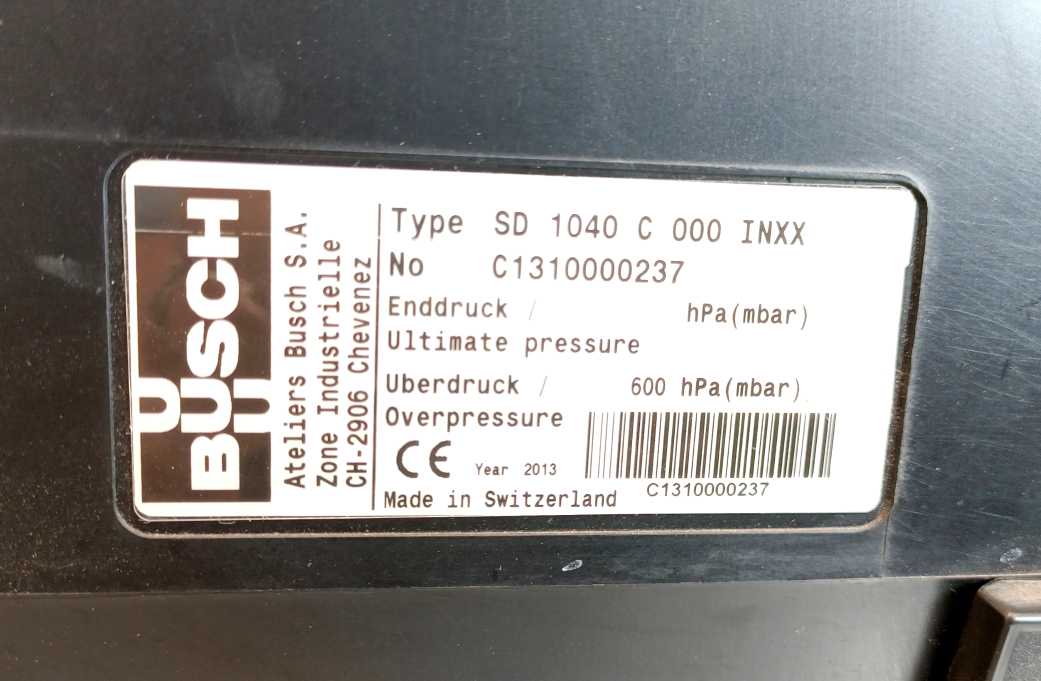 BUSCH
Ateliers Busch S.A.
Zone Industrielle
CH-2906 Chevenez
Type SD 1040 C 000 INXX
No C1310000237
Enddruck / hPa(mbar)
Ultimate pressure
Uberdruck / 600 hPa(mbar)
Overpressure
CE Year 2013
Made in Switzerland
C1310000237